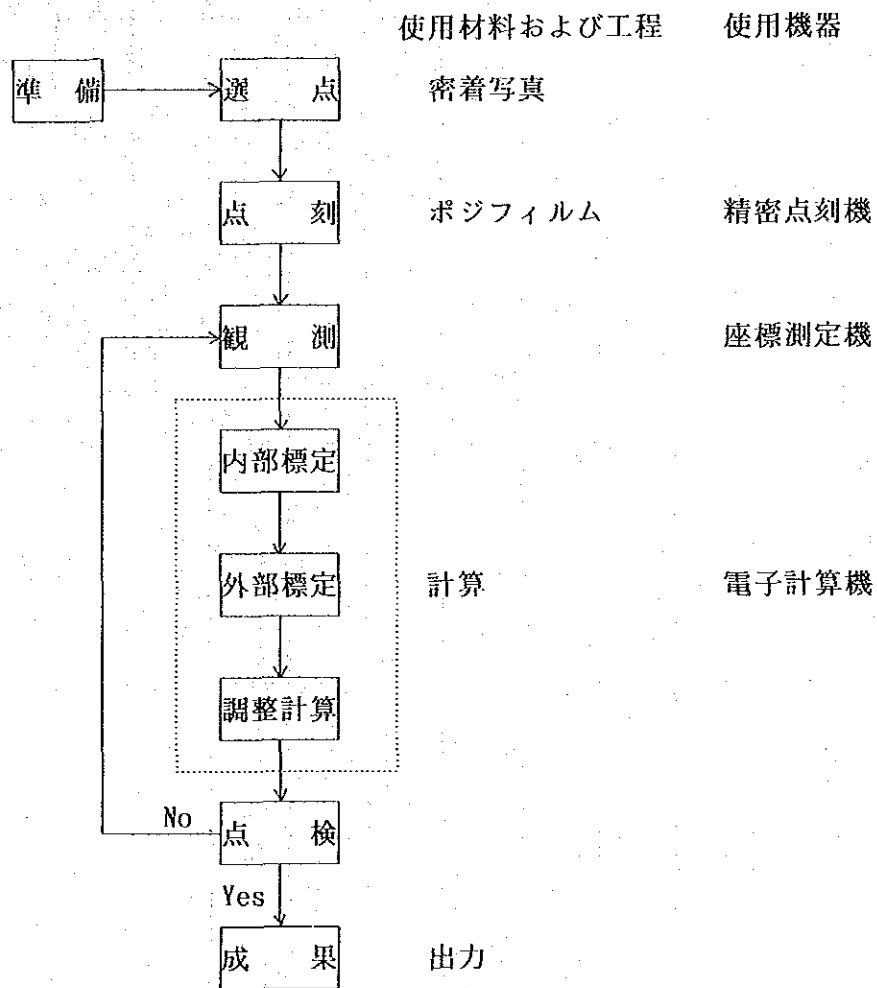 使用材料および工程 使用機器
準備 選点 密着写真
点刻 ポジフィルム 精密点刻機
観測 座標測定機
内部標定
外部標定 計算 電子計算機
調整計算
No 点検
Yes
成果 出力